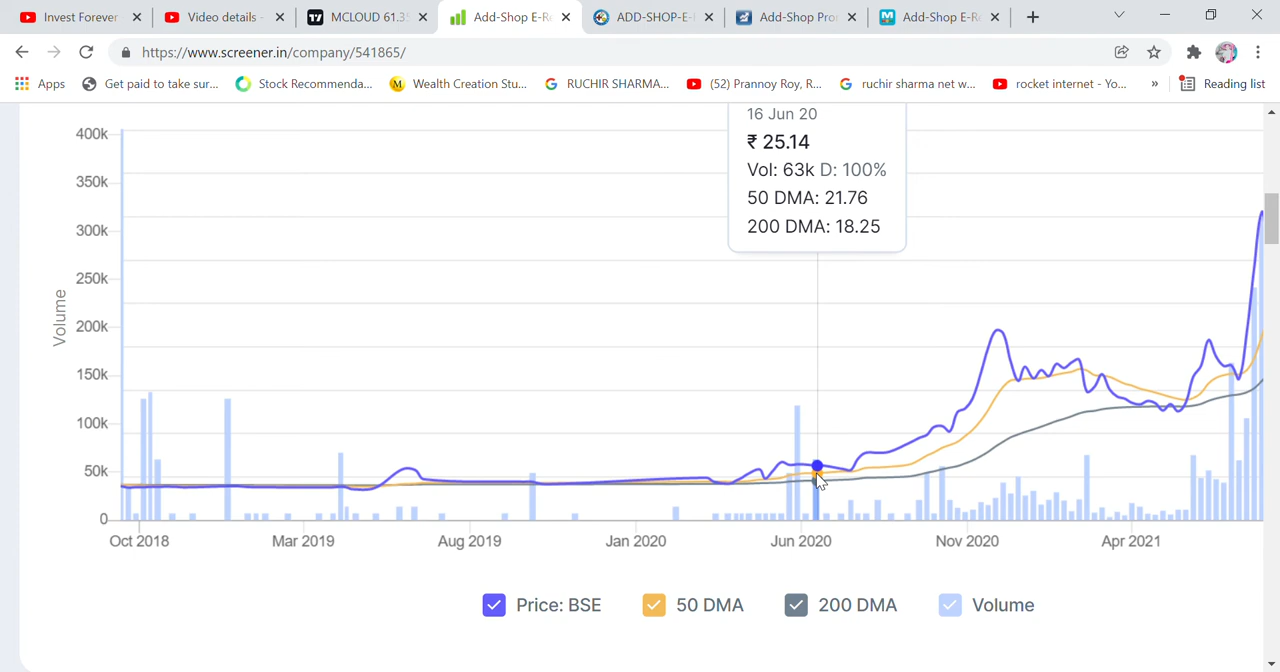 Invest Forever
Video details -
MCLOUD 61.3
Add-Shop E-Re
ADD-SHOP-E-
Add-Shop Pro
Add-Shop E-Re
https://www.screener.in/company/541865/
Apps
Get paid to take sur...
Stock Recommenda...
Wealth Creation Stu...
RUCHIR SHARMA...
(52) Prannoy Roy, R...
ruchir sharma net w...
rocket internet - Yo...
»
Reading list
16 Jun 20
₹ 25.14
Vol: 63k D: 100%
50 DMA: 21.76
200 DMA: 18.25
400k
350k
300k
250k
200k
150k
100k
50k
0
Volume
Oct 2018
Mar 2019
Aug 2019
Jan 2020
Jun 2020
Nov 2020
Apr 2021
Price: BSE
50 DMA
200 DMA
Volume